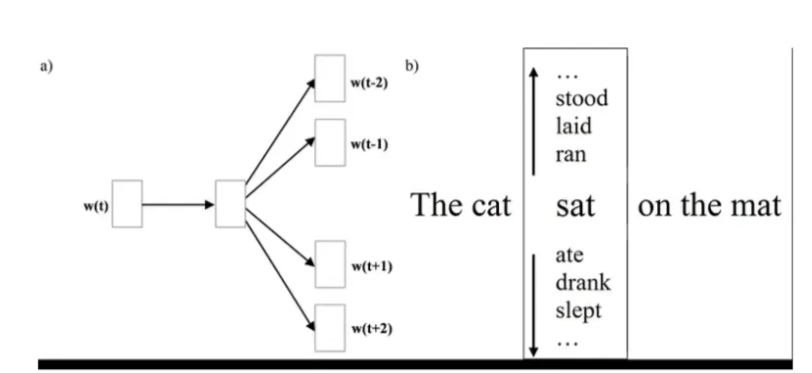 a)
w(t-2)
w(t-1)
w(t)
w(t+1)
w(t+2)
b)
...
stood
laid
ran
The cat sat on the mat
ate
drank
slept
...